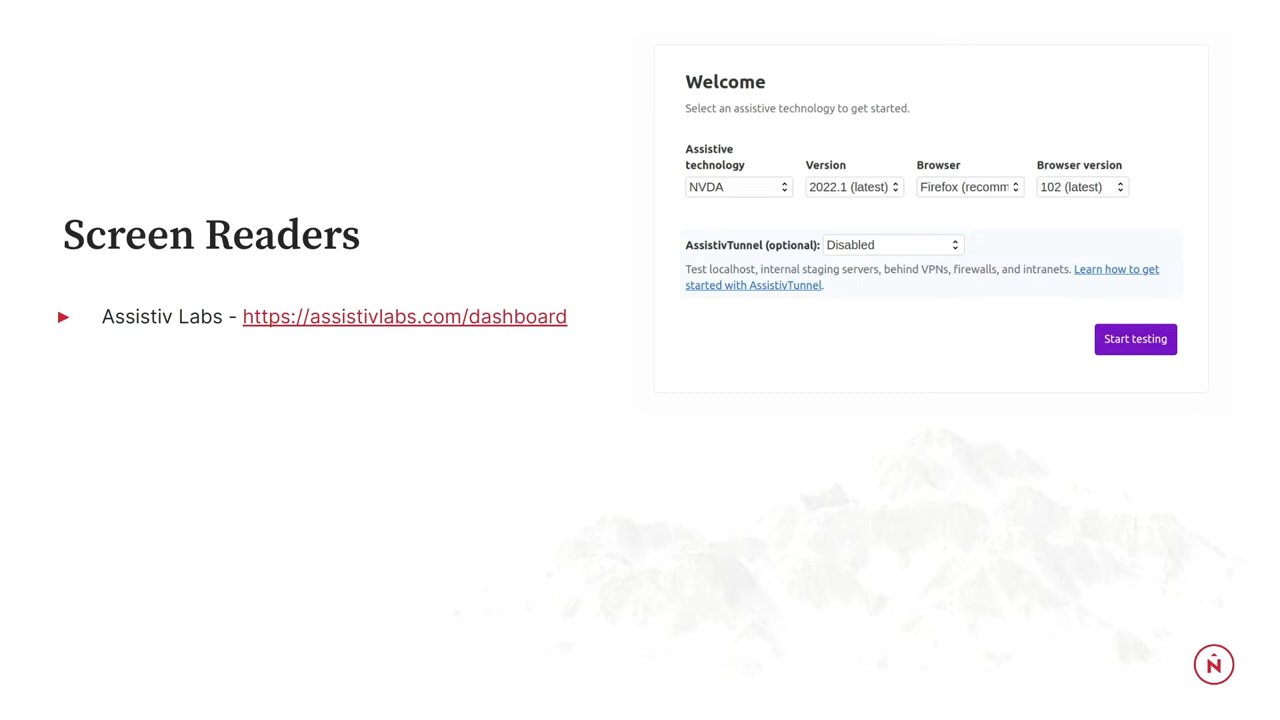 Screen Readers
► Assistiv Labs - https://assistivlabs.com/dashboard
Welcome
Select an assistive technology to get started.
Assistive
technology
Version
Browser
Browser version
NVDA
2022.1 (latest)
Firefox (recomm
102 (latest)
AssistivTunnel (optional): Disabled
Test localhost, internal staging servers, behind VPNs, firewalls, and intranets. Learn how to get
started with AssistivTunnel.
Start testing
N